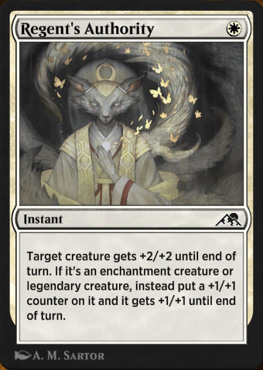 Regent's Authority
Instant
Target creature gets +2/+2 until end of
turn. If it's an enchantment creature or
legendary creature, instead put a +1/+1
counter on it and it gets +1/+1 until end
of turn.
A. M. Sartor